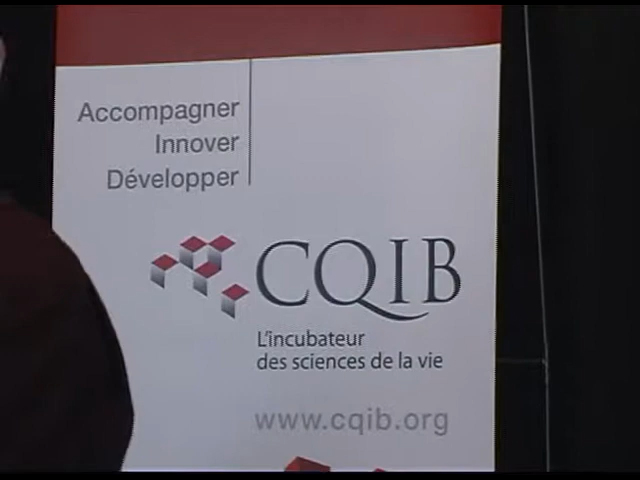 Accompagner
Innover
Développer
CQIB
L'incubateur
des sciences de la vie
www.cqib.org